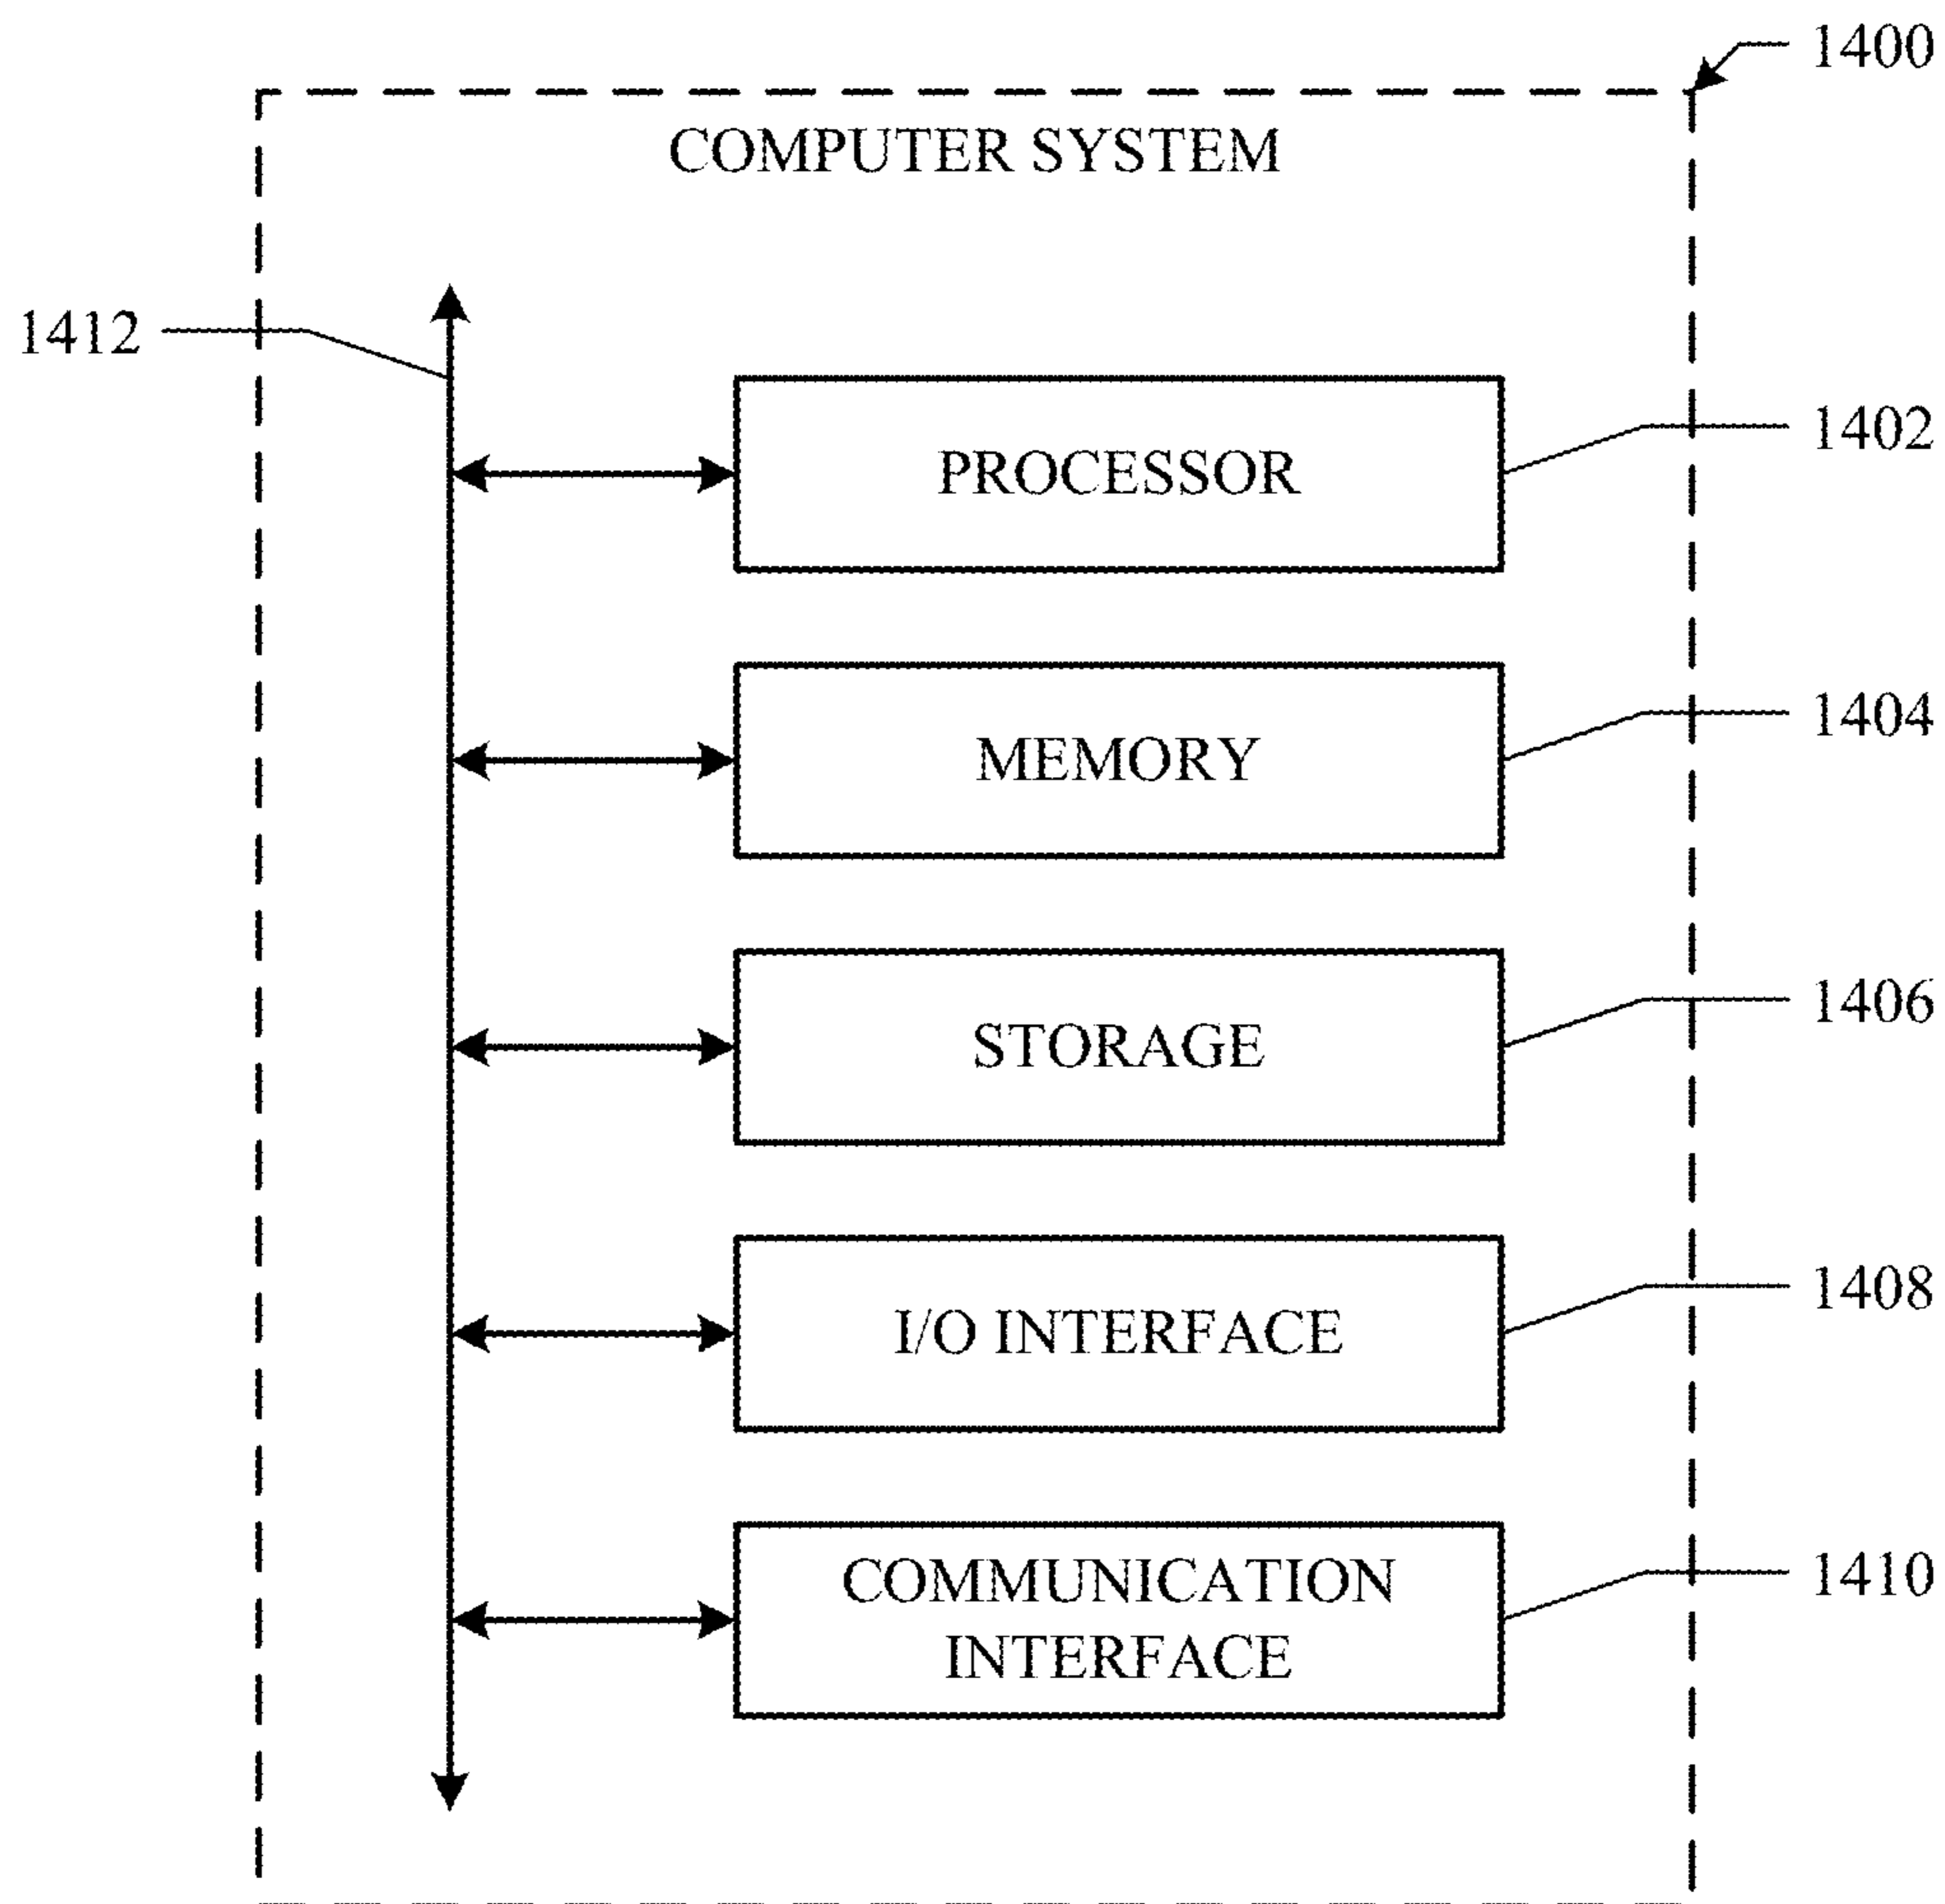 1400
COMPUTER SYSTEM
1412
1402
PROCESSOR
1404
MEMORY
1406
STORAGE
1408
I/O INTERFACE
1410
COMMUNICATION
INTERFACE